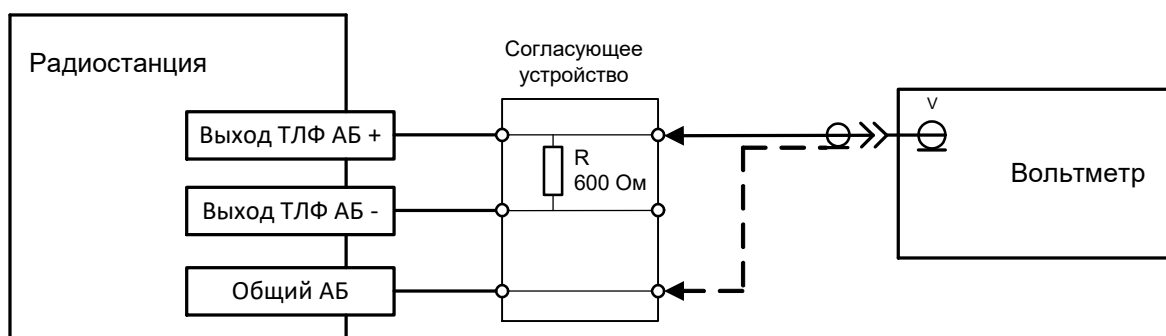 Радиостанция
Согласующее
устройство
Выход ТЛФ АБ +
R
600 Ом
Выход ТЛФ АБ -
Общий АБ
V
Вольтметр